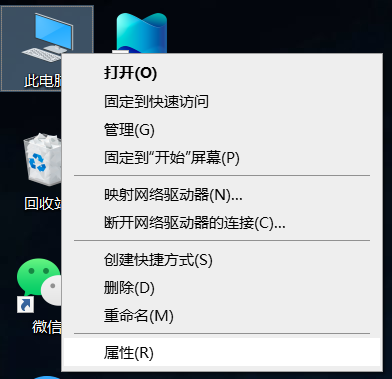 此电脑
打开(O)
固定到快速访问
管理(G)
固定到“开始”屏幕(P)
回收站
映射网络驱动器(N)...
断开网络驱动器的连接(C)...
创建快捷方式(S)
删除(D)
重命名(M)
微信
属性(R)